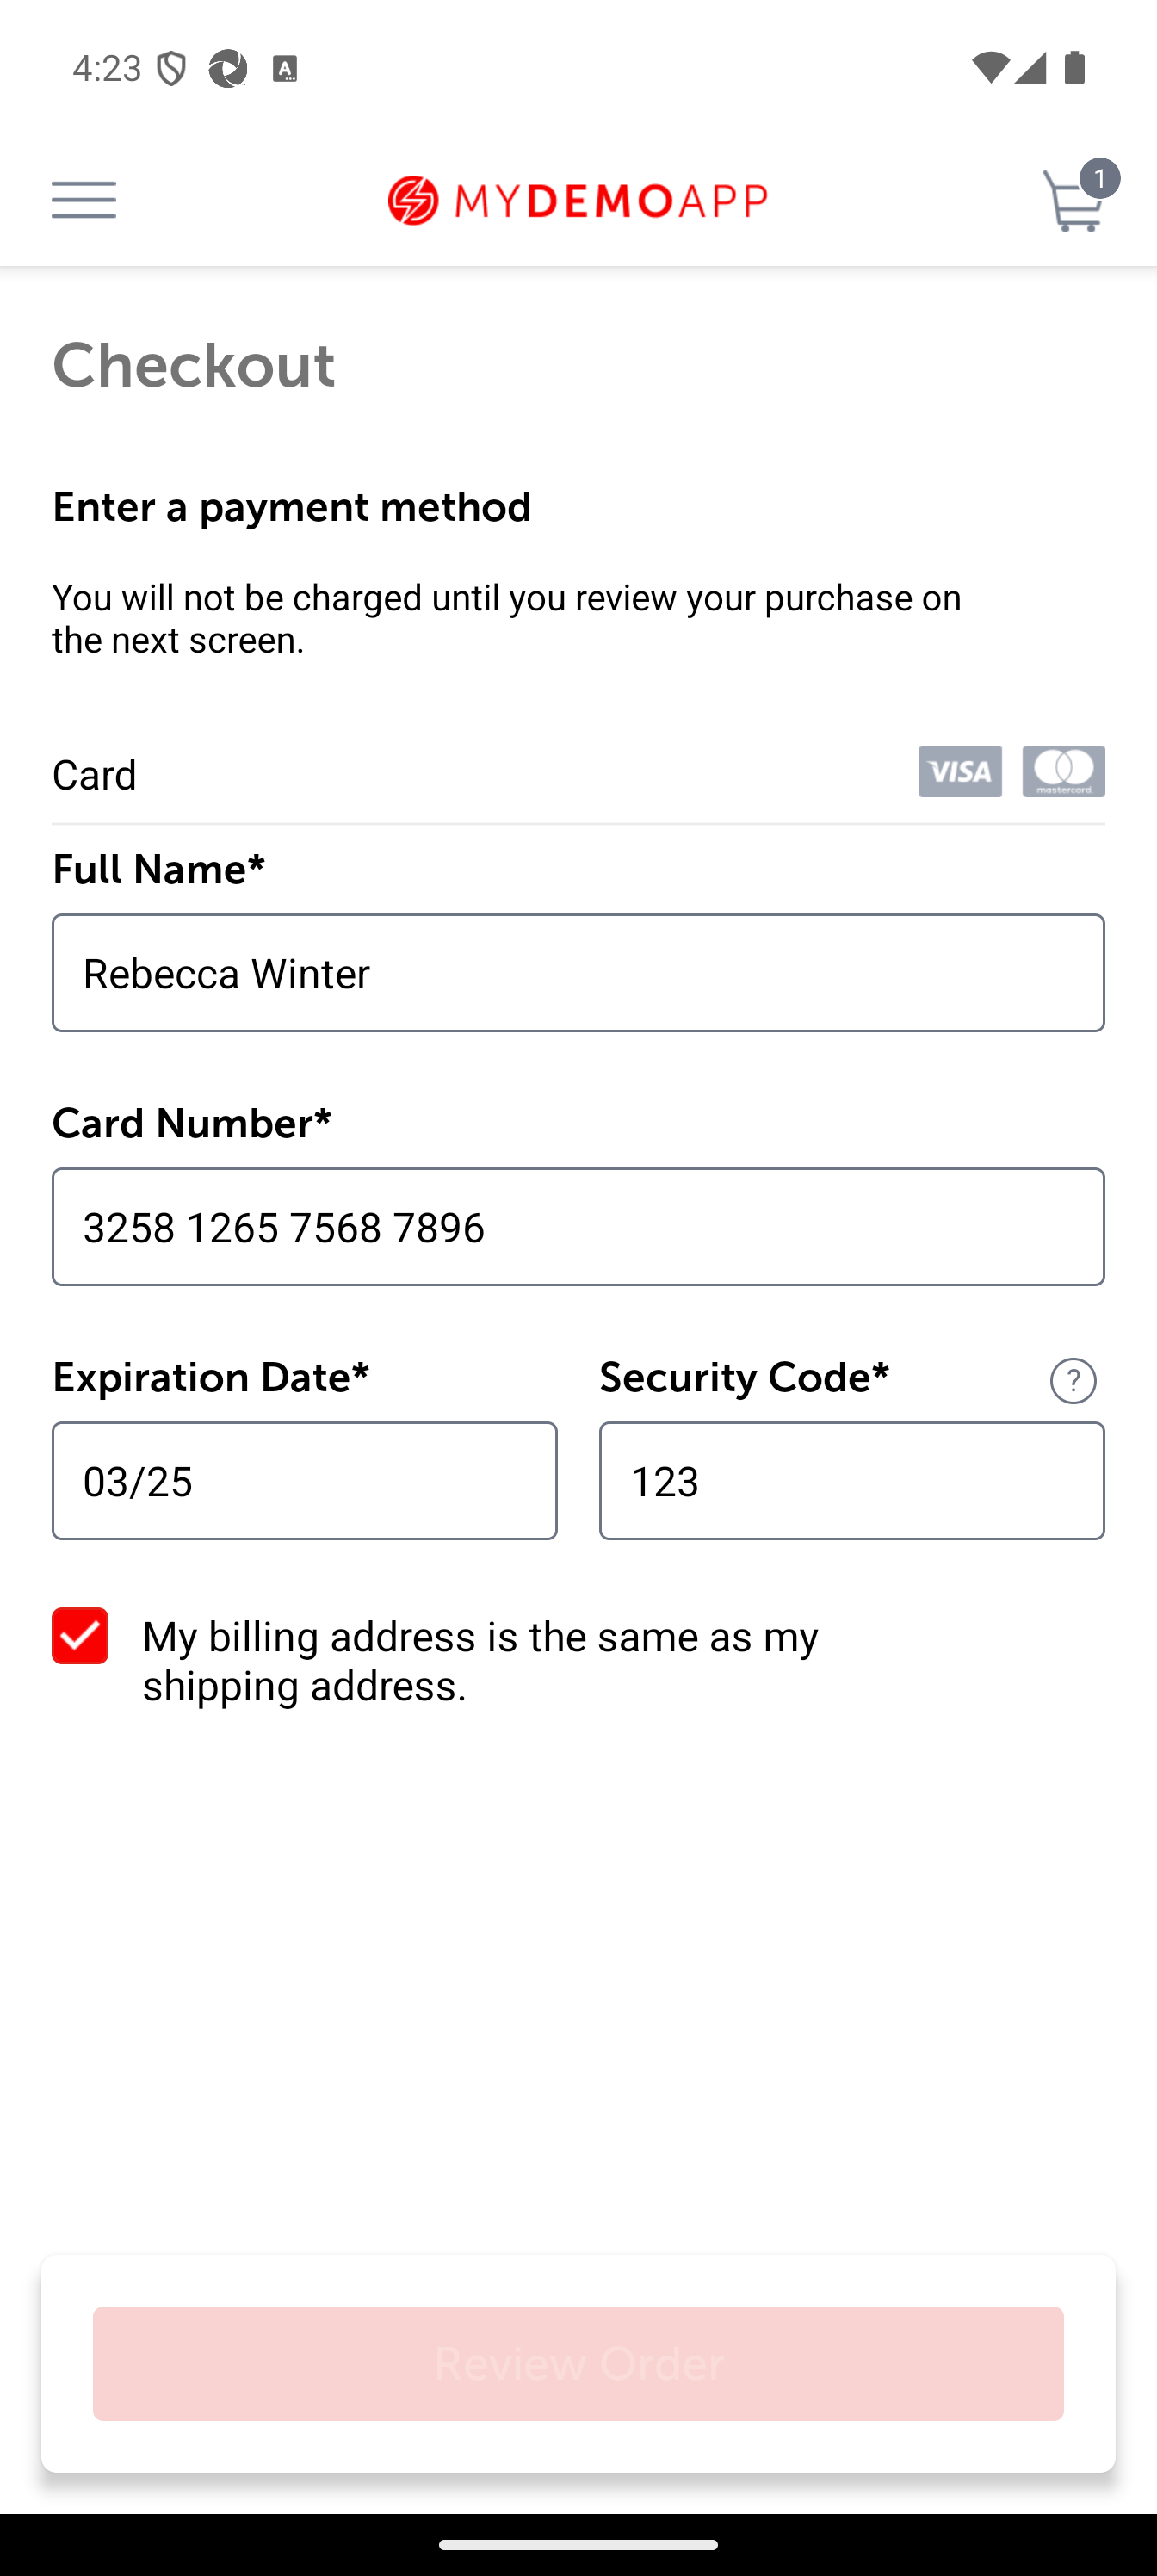 4:23
MYDEMOAPP
1
Checkout
Enter a payment method
You will not be charged until you review your purchase on
the next screen.
Card
VISA
mastercard
Full Name*
Rebecca Winter
Card Number*
3258 1265 7568 7896
Expiration Date*
Security Code*
?
03/25
123
My billing address is the same as my
shipping address.
Review Order